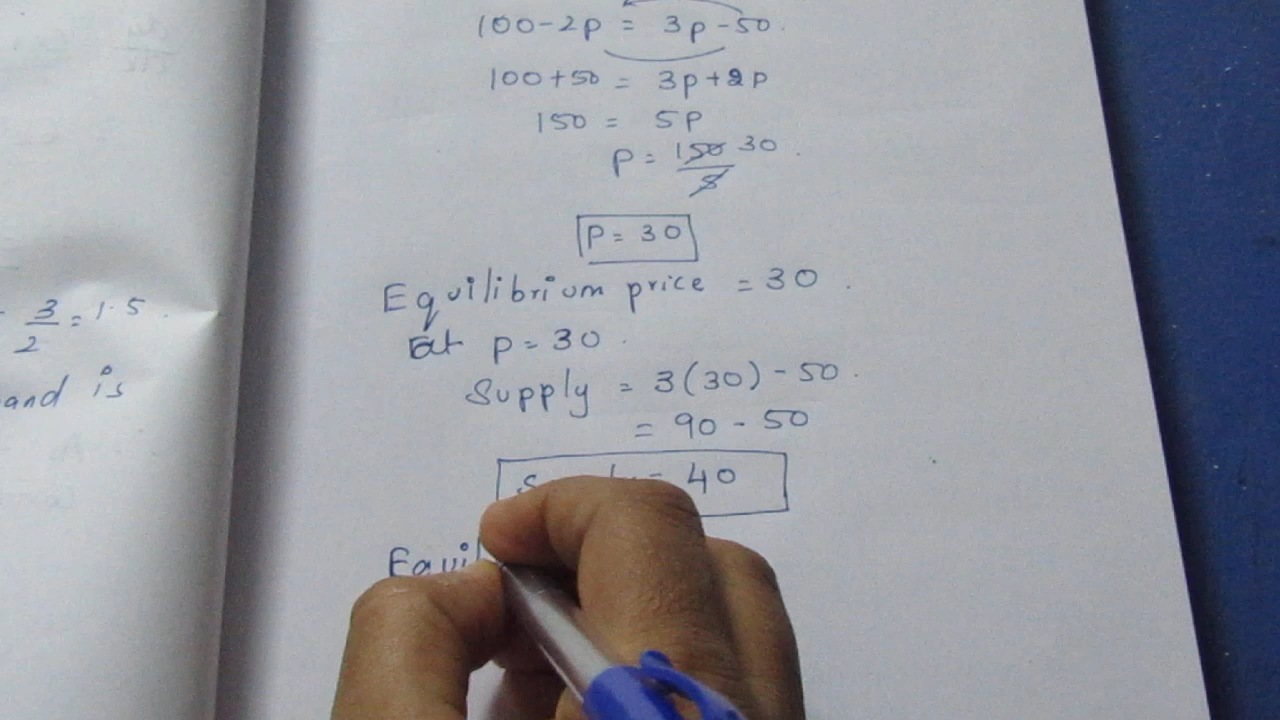 100-2p = 3p-50.
100+50 = 3p+2p
150 = 5p
p = 150 30.
5
p = 30
Equilibrium price = 30.
at p = 30.
Supply = 3(30) - 50.
= 90 - 50
= 40
3 = 1.5.
2
and is